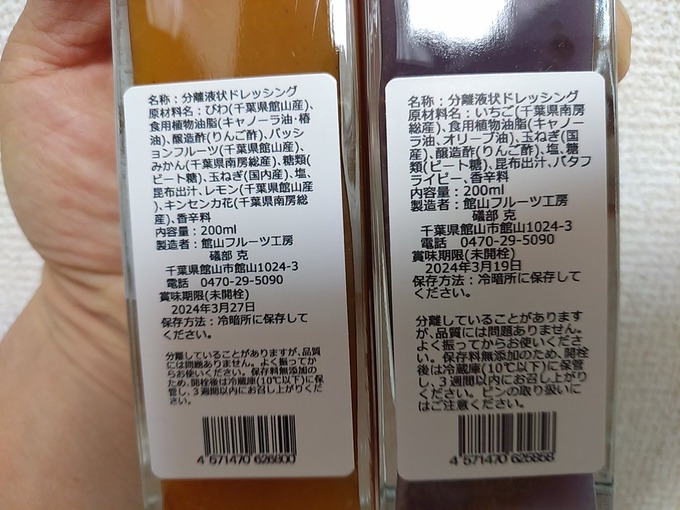 名称：分離液状ドレッシング
原材料名：びわ(千葉県館山産)、
食用植物油脂(キャノーラ油・椿
油)、醸造酢(りんご酢)、パッシ
ョンフルーツ(千葉県館山産)、
みかん(千葉県南房総産)、糖類
(ビート糖)、玉ねぎ(国内産)、塩、
昆布出汁、レモン(千葉県館山産
)、キンセンカ花(千葉県南房総
産)、香辛料
内容量：200ml
製造者：館山フルーツ工房
礒部 克
千葉県館山市館山1024-3
電話 0470-29-5090
賞味期限(未開栓)
2024年3月27日
保存方法：冷暗所に保存して
ください。
分離していることがありますが、品質
には問題ありません。よく振ってか
らお使いください。保存料無添加の
ため、開栓後は冷蔵庫(10℃以下)に保
管し、3週間以内にお召し上がりくだ
さい。
4 571470 626800
名称：分離液状ドレッシング
原材料名：いちご(千葉県南房
総産)、食用植物油脂(キャノー
ラ油、オリーブ油)、玉ねぎ(国
産)、醸造酢(りんご酢)、塩、糖
類(ビート糖)、昆布出汁、バタフ
ライピー、香辛料
内容量：200ml
製造者：館山フルーツ工房
礒部 克
千葉県館山市館山1024-3
電話 0470-29-5090
賞味期限(未開栓)
2024年3月19日
保存方法：冷暗所に保存して
ください。
分離していることがありますが、
品質には問題ありません。
よく振ってからお使いくださ
い。保存料無添加のため、開栓
後は冷蔵庫(10℃以下)に保管
し、3週間以内にお召し上がり
ください。ビンの取り扱いに
はご注意ください。
4 571470 626858